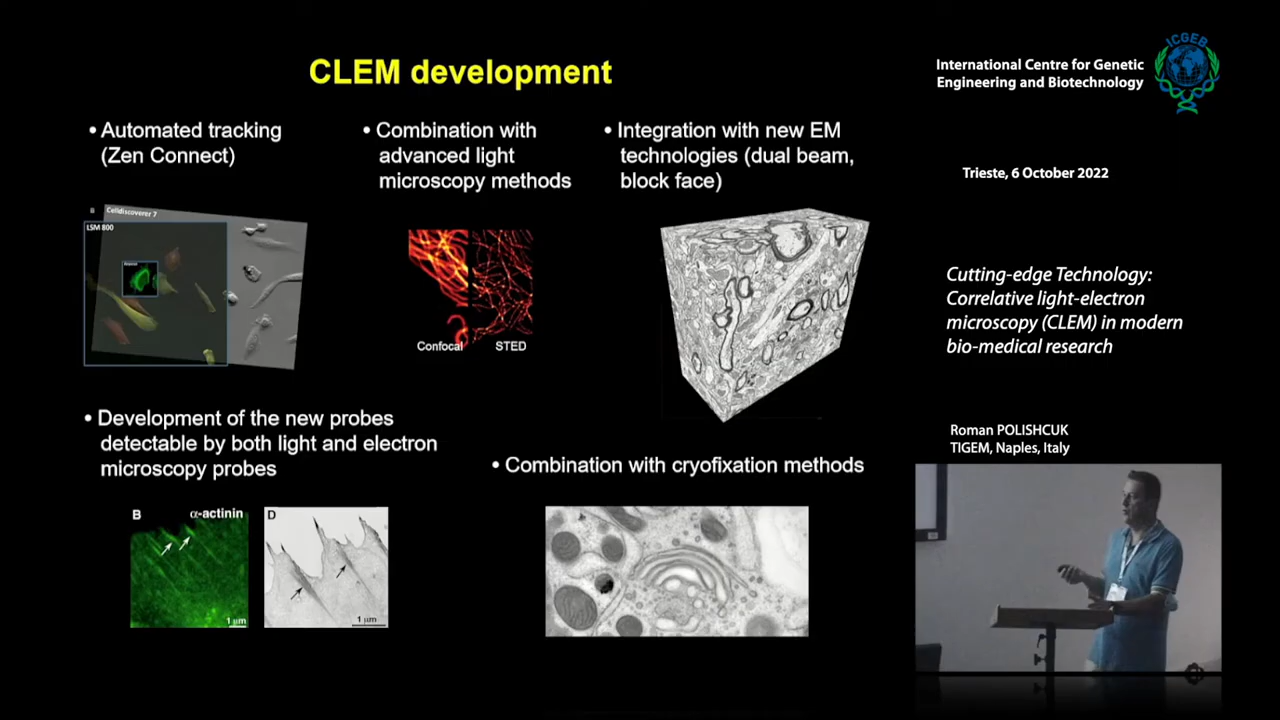 CLEM development
• Automated tracking
(Zen Connect)
• Combination with
advanced light
microscopy methods
• Integration with new EM
technologies (dual beam,
block face)
B
Celldiscoverer 7
LSM 800
Confocal
STED
• Development of the new probes
detectable by both light and electron
microscopy probes
B
α-actinin
1 µm
D
1 µm
• Combination with cryofixation methods
International Centre for Genetic
Engineering and Biotechnology
ICGEB
Trieste, 6 October 2022
Cutting-edge Technology:
Correlative light-electron
microscopy (CLEM) in modern
bio-medical research
Roman POLISHCUK
TIGEM, Naples, Italy